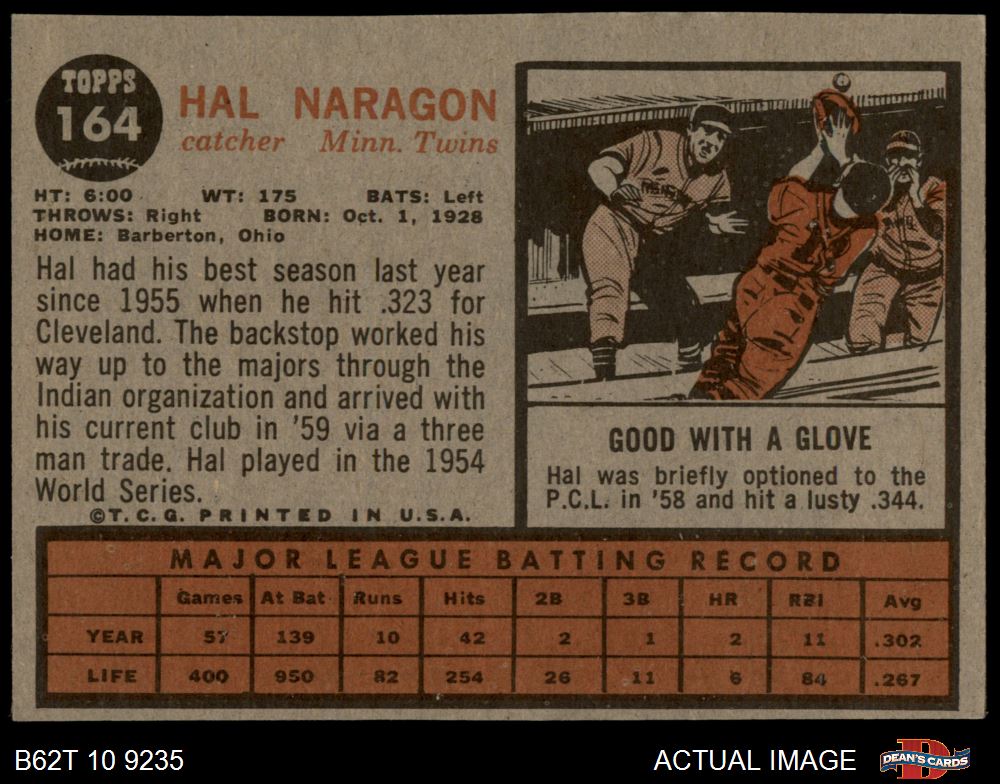 TOPPS
164
HAL NARAGON
catcher Minn. Twins
HT: 6:00 WT: 175 BATS: Left
THROWS: Right BORN: Oct. 1, 1928
HOME: Barberton, Ohio
Hal had his best season last year
since 1955 when he hit .323 for
Cleveland. The backstop worked his
way up to the majors through the
Indian organization and arrived with
his current club in '59 via a three
man trade. Hal played in the 1954
World Series.
©T.C.G. PRINTED IN U.S.A.
GOOD WITH A GLOVE
Hal was briefly optioned to the
P.C.L. in '58 and hit a lusty .344.
MAJOR LEAGUE BATTING RECORD
Games At Bat Runs Hits 2B 3B HR RBI Avg
YEAR 57 139 10 42 2 1 2 11 .302
LIFE 400 950 82 254 26 11 6 84 .267
B62T 10 9235
ACTUAL IMAGE
DEAN'S CARDS